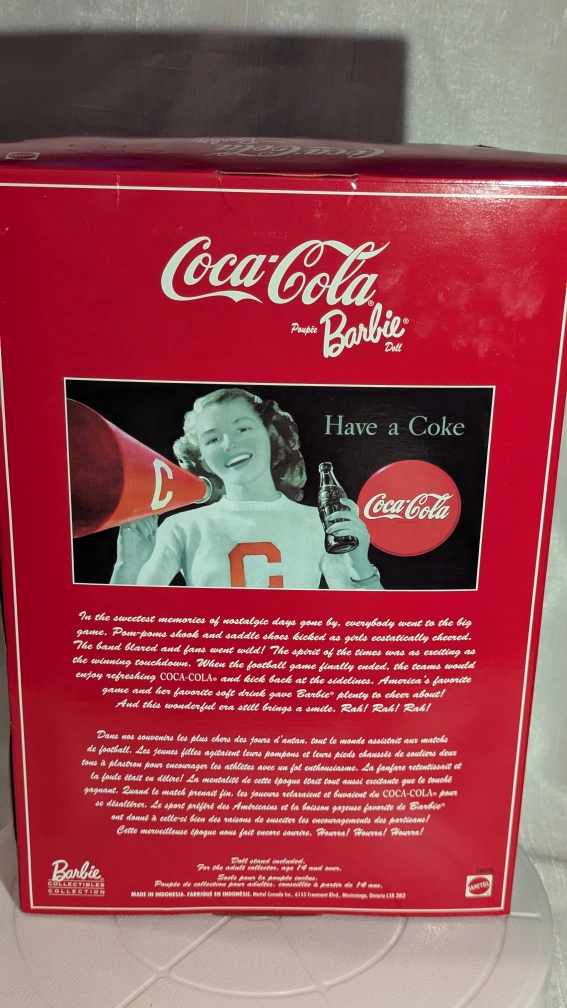 Coca-Cola
Coca-Cola®
Poupée Barbie® Doll
Have a Coke
C
Coca-Cola
C
In the sweetest memories of nostalgic days gone by, everybody went to the big
game. Pom-poms shook and saddle shoes kicked as girls ecstatically cheered.
The band blared and fans went wild! The spirit of the times was as exciting as
the winning touchdown. When the football game finally ended, the teams would
enjoy refreshing COCA-COLA® and kick back at the sidelines. America's favorite
game and her favorite soft drink gave Barbie® plenty to cheer about!
And this wonderful era still brings a smile. Rah! Rah! Rah!
Dans nos souvenirs les plus chers des jours d'antan, tout le monde assistait aux matchs
de football. Les jeunes filles agitaient leurs pompons et leurs pieds chaussés de souliers deux
tons à plastron pour encourager les athlètes avec un fol enthousiasme. La fanfare retentissait et
la foule était en délire! La mentalité de cette époque était tout aussi excitante que le touché
gagnant. Quand le match prenait fin, les joueurs relaxaient et buvaient du COCA-COLA® pour
se désaltérer. Le sport préféré des Américains et la boisson gazeuse favorite de Barbie®
ont donné à celle-ci bien des raisons de susciter les encouragements des partisans!
Cette merveilleuse époque nous fait encore sourire. Hourra! Hourra! Hourra!
Doll stand included.
For the adult collector, age 14 and over.
Socle pour la poupée inclus.
Poupée de collection pour adultes, conseillée à partir de 14 ans.
MADE IN INDONESIA. FABRIQUÉ EN INDONÉSIE. Mattel Canada Inc., 6155 Freemont Blvd., Mississauga, Ontario L5R 3W2
Barbie
COLLECTIBLES
COLLECTION
MATTEL